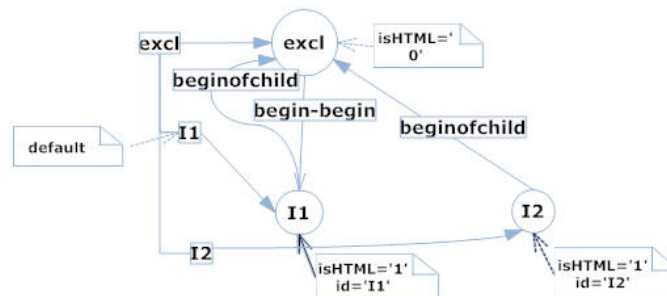 excl
excl
isHTML='
0'
beginofchild
begin-begin
beginofchild
I1
default
I1
I2
I2
isHTML='1'
id='I1'
isHTML='1'
id='I2'